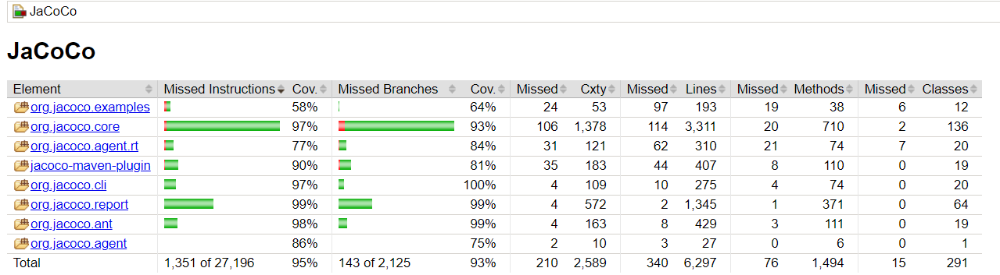 JaCoCo
JaCoCo
Element Missed Instructions Cov. Missed Branches Cov. Missed Cxty Missed Lines Missed Methods Missed Classes
org.jacoco.examples 58% 64% 24 53 97 193 19 38 6 12
org.jacoco.core 97% 93% 106 1,378 114 3,311 20 710 2 136
org.jacoco.agent.rt 77% 84% 31 121 62 310 21 74 7 20
jacoco-maven-plugin 90% 81% 35 183 44 407 8 110 0 19
org.jacoco.cli 97% 100% 4 109 10 275 4 74 0 20
org.jacoco.report 99% 99% 4 572 2 1,345 1 371 0 64
org.jacoco.ant 98% 99% 4 163 8 429 3 111 0 19
org.jacoco.agent 86% 75% 2 10 3 27 0 6 0 1
Total 1,351 of 27,196 95% 143 of 2,125 93% 210 2,589 340 6,297 76 1,494 15 291